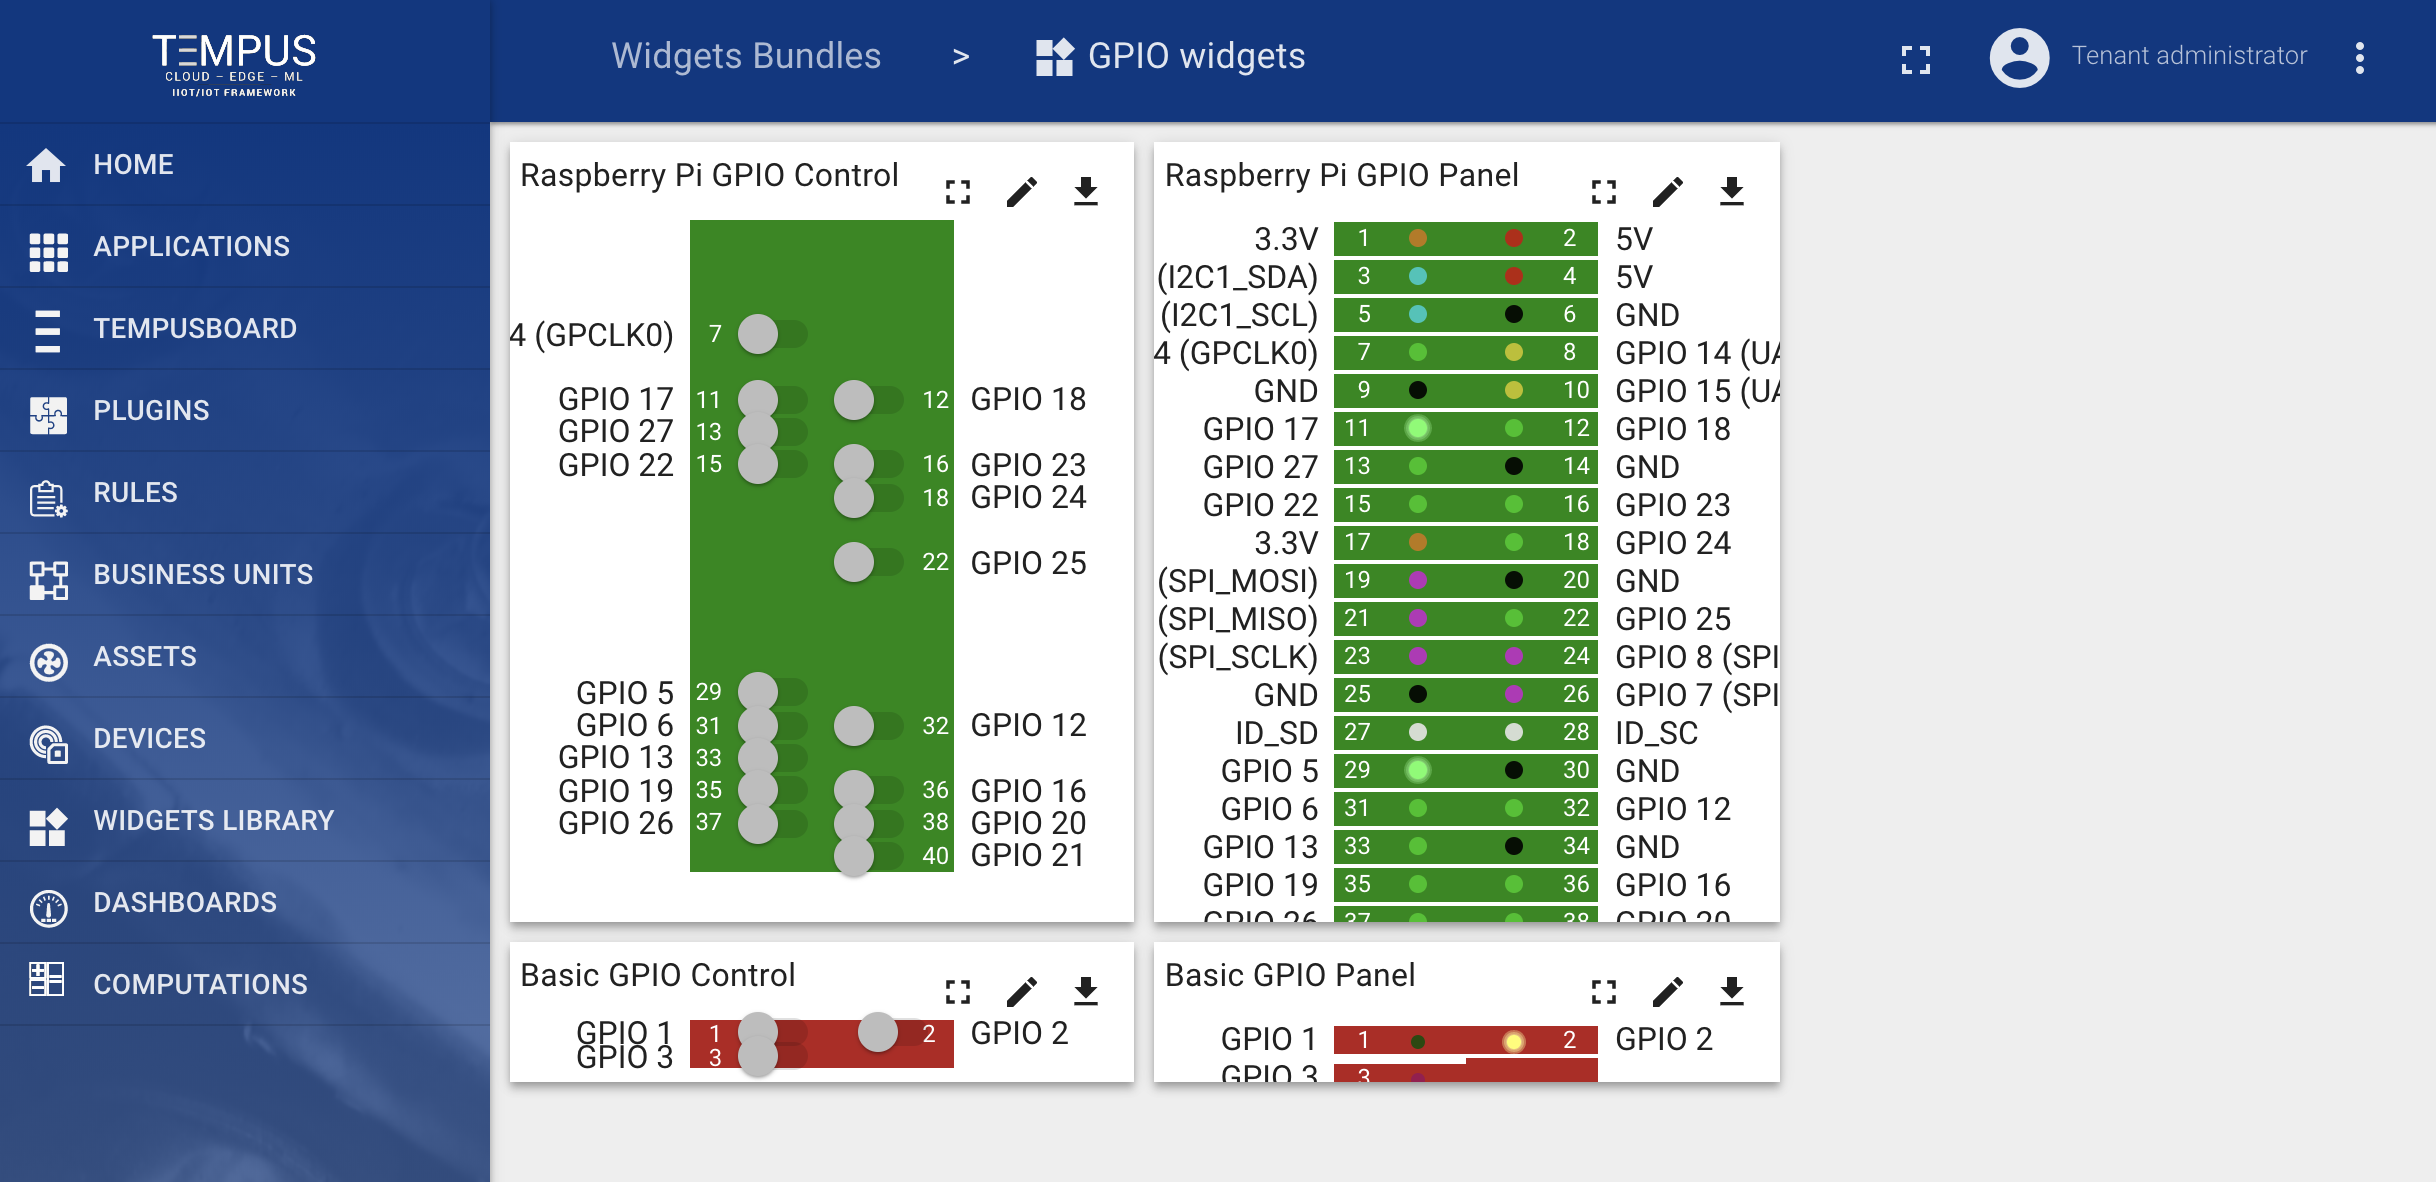 TEMPUS
CLOUD – EDGE – ML
IIOT/IOT FRAMEWORK
Widgets Bundles > GPIO widgets
Tenant administrator
HOME
APPLICATIONS
TEMPUSBOARD
PLUGINS
RULES
BUSINESS UNITS
ASSETS
DEVICES
WIDGETS LIBRARY
DASHBOARDS
COMPUTATIONS
Raspberry Pi GPIO Control
4 (GPCLK0) 7
GPIO 17 11 12 GPIO 18
GPIO 27 13
GPIO 22 15 16 GPIO 23
18 GPIO 24
22 GPIO 25
GPIO 5 29
GPIO 6 31 32 GPIO 12
GPIO 13 33
GPIO 19 35 36 GPIO 16
GPIO 26 37 38 GPIO 20
40 GPIO 21
Raspberry Pi GPIO Panel
3.3V 1 2 5V
(I2C1_SDA) 3 4 5V
(I2C1_SCL) 5 6 GND
4 (GPCLK0) 7 8 GPIO 14 (UA
GND 9 10 GPIO 15 (UA
GPIO 17 11 12 GPIO 18
GPIO 27 13 14 GND
GPIO 22 15 16 GPIO 23
3.3V 17 18 GPIO 24
(SPI_MOSI) 19 20 GND
(SPI_MISO) 21 22 GPIO 25
(SPI_SCLK) 23 24 GPIO 8 (SPI
GND 25 26 GPIO 7 (SPI
ID_SD 27 28 ID_SC
GPIO 5 29 30 GND
GPIO 6 31 32 GPIO 12
GPIO 13 33 34 GND
GPIO 19 35 36 GPIO 16
GPIO 26 37 38 GPIO 20
Basic GPIO Control
GPIO 1 1 2 GPIO 2
GPIO 3 3
Basic GPIO Panel
GPIO 1 1 2 GPIO 2
GPIO 3 3